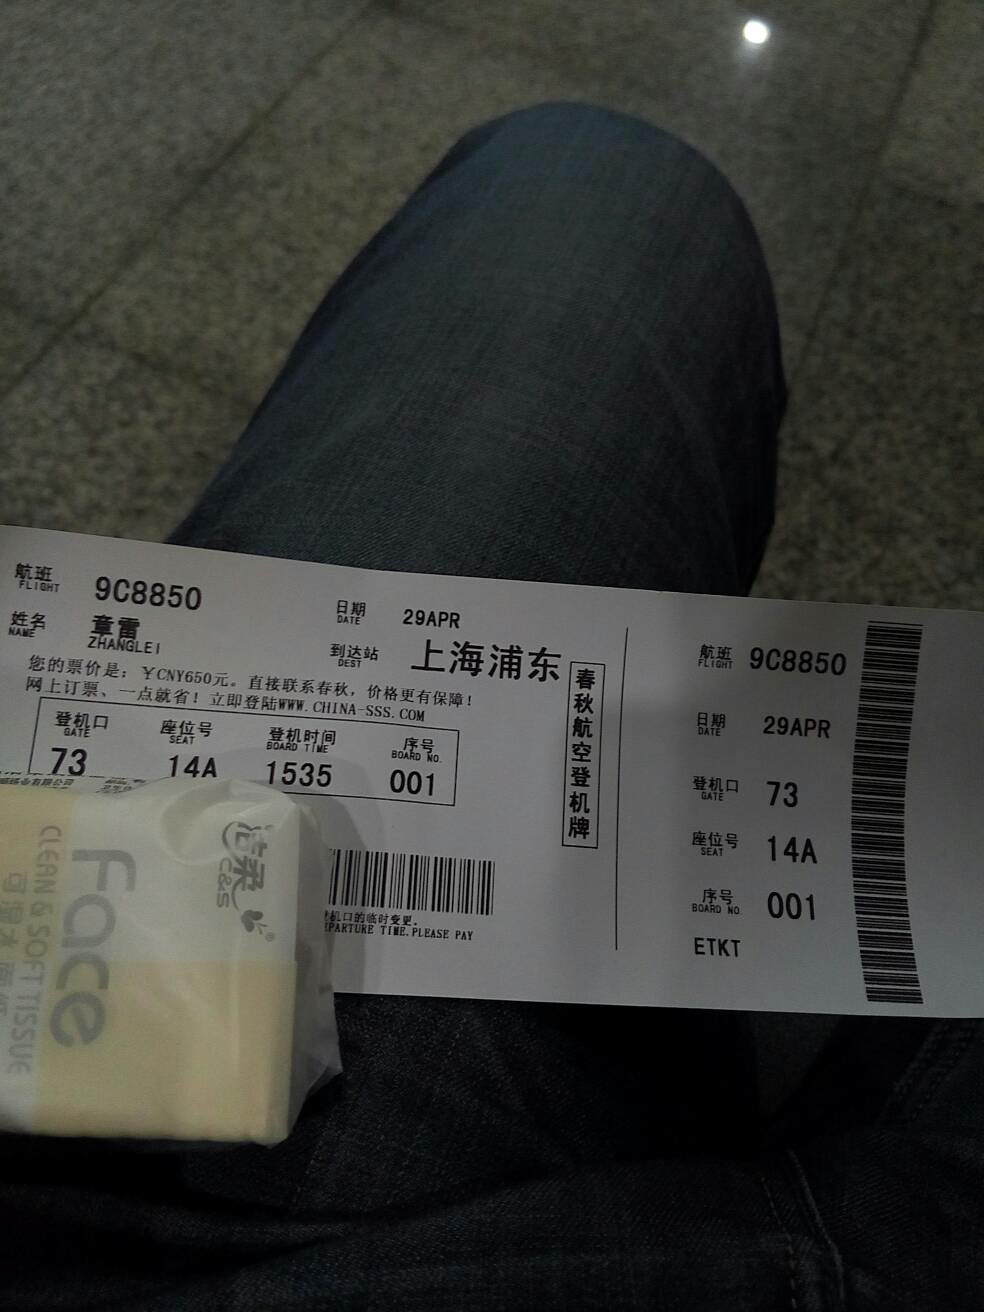 航班
FLIGHT
9C8850
日期
DATE
29APR
姓名
NAME
章雷
ZHANGLEI
到达站
DEST
上海浦东
您的票价是：￥CNY650元。直接联系春秋，价格更有保障！
网上订票、一点就省！立即登陆WWW.CHINA-SSS.COM
登机口
GATE
73
座位号
SEAT
14A
登机时间
BOARD TIME
1535
序号
BOARD NO.
001
机口的临时变更.
EPARTURE TIME.PLEASE PAY
春秋航空登机牌
航班
FLIGHT
9C8850
日期
DATE
29APR
登机口
GATE
73
座位号
SEAT
14A
序号
BOARD NO.
001
ETKT
洁柔
C&S
Face
CLEAN & SOFT TISSUE